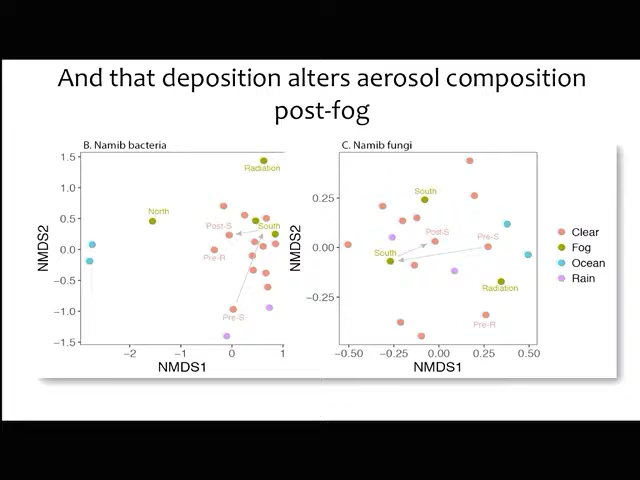 And that deposition alters aerosol composition
post-fog
B. Namib bacteria
C. Namib fungi
1.5
1.0
0.5
0.0
−0.5
−1.0
−1.5
NMDS2
Radiation
North
South
Post-S
Pre-R
Pre-S
−2
−1
0
1
NMDS1
0.25
0.00
−0.25
NMDS2
South
Post-S
Pre-S
South
Radiation
Pre-R
−0.50
−0.25
0.00
0.25
0.50
NMDS1
Clear
Fog
Ocean
Rain